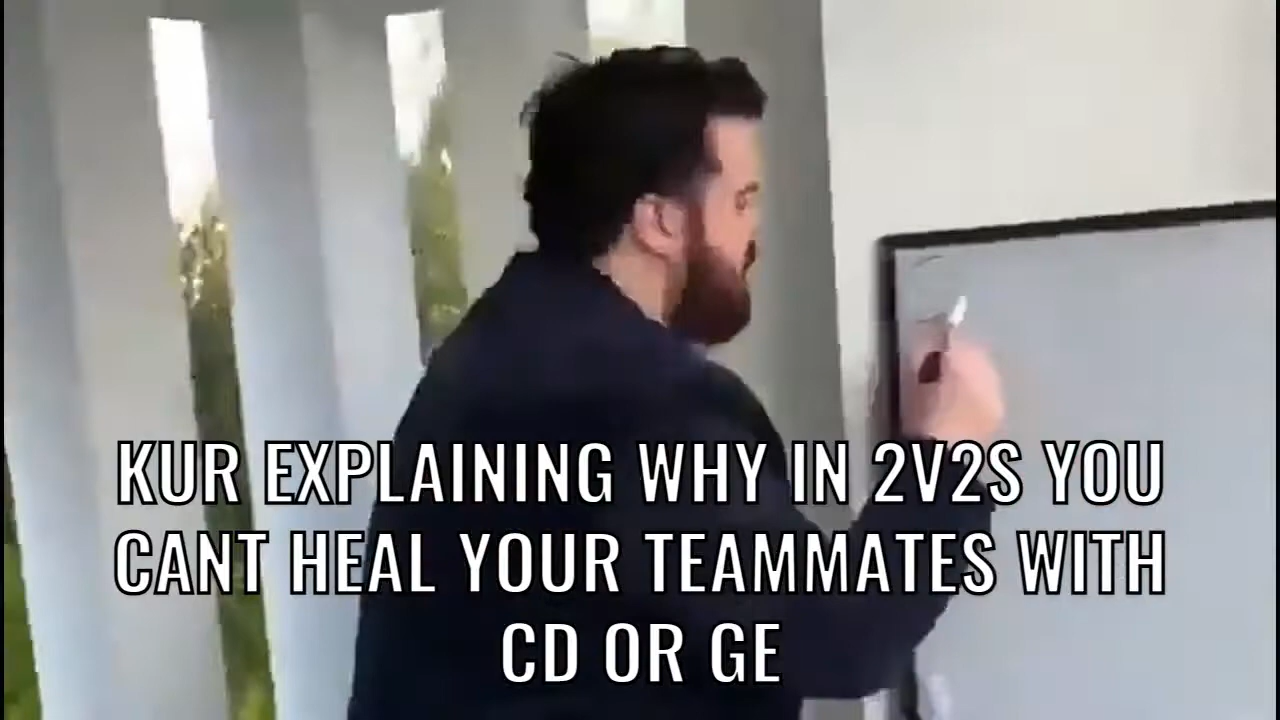 KUR EXPLAINING WHY IN 2V2S YOU
CANT HEAL YOUR TEAMMATES WITH
CD OR GE